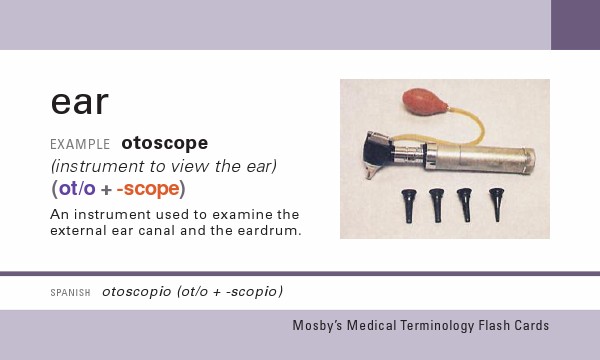 ear
EXAMPLE otoscope
(instrument to view the ear)
(ot/o + -scope)
An instrument used to examine the
external ear canal and the eardrum.
SPANISH otoscopio (ot/o + -scopio)
Mosby's Medical Terminology Flash Cards